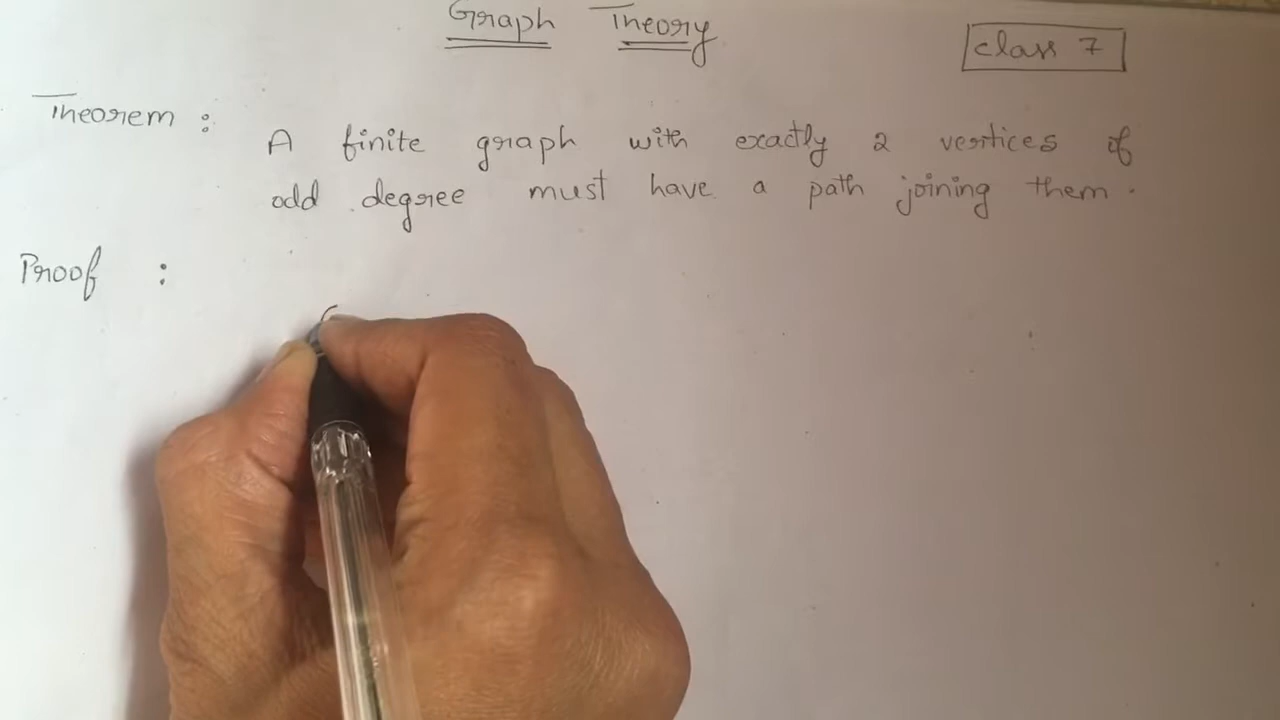 Graph Theory
class 7
Theorem :
A finite graph with exactly 2 vertices of
odd degree must have a path joining them.
Proof :